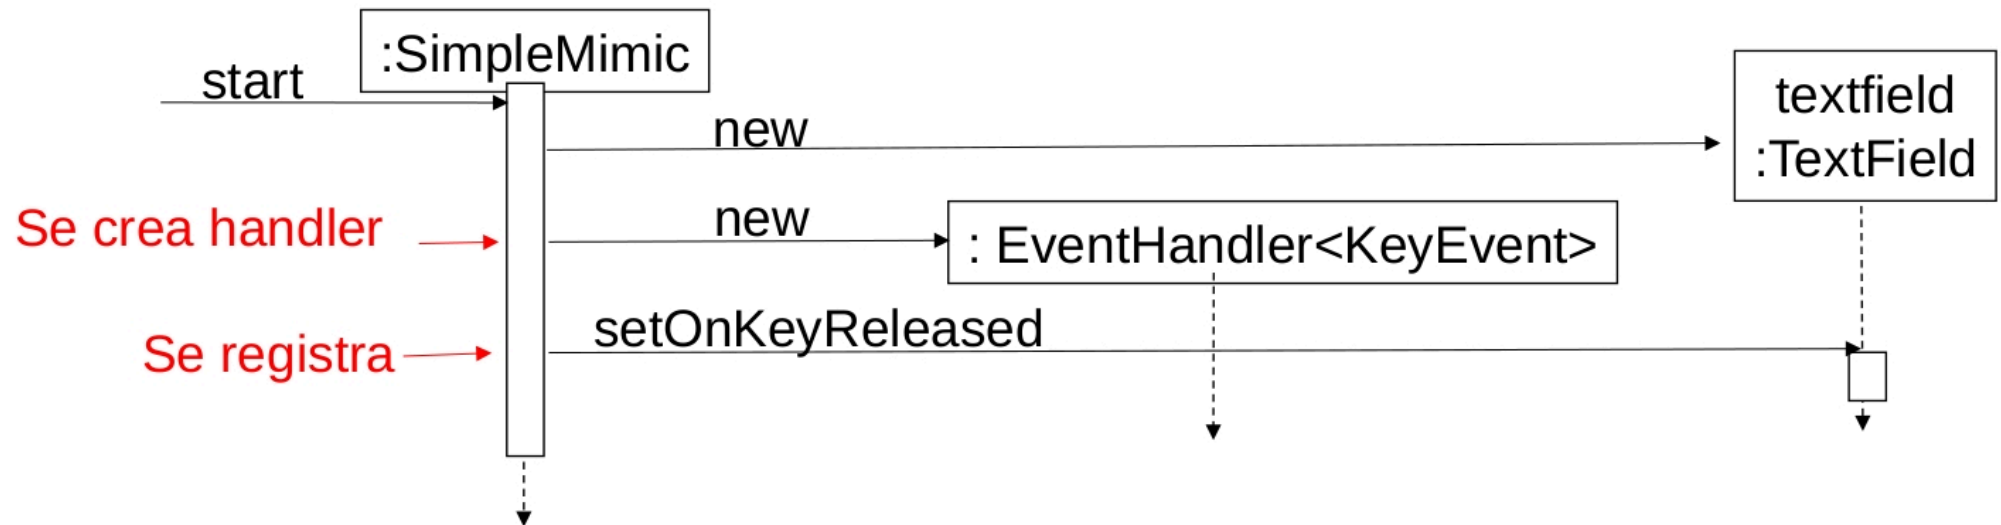 :SimpleMimic
start
textfield
:TextField
new
Se crea handler
new
: EventHandler<KeyEvent>
setOnKeyReleased
Se registra